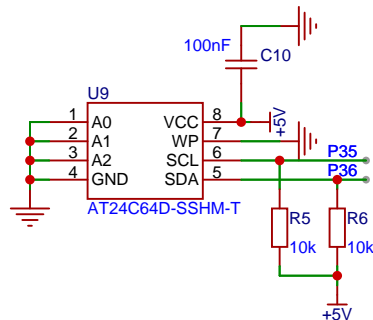 100nF
C10
U9
1 A0 VCC 8 +5V
2 A1 WP 7
3 A2 SCL 6 P35
4 GND SDA 5 P36
AT24C64D-SSHM-T
R5 R6
10k 10k
+5V